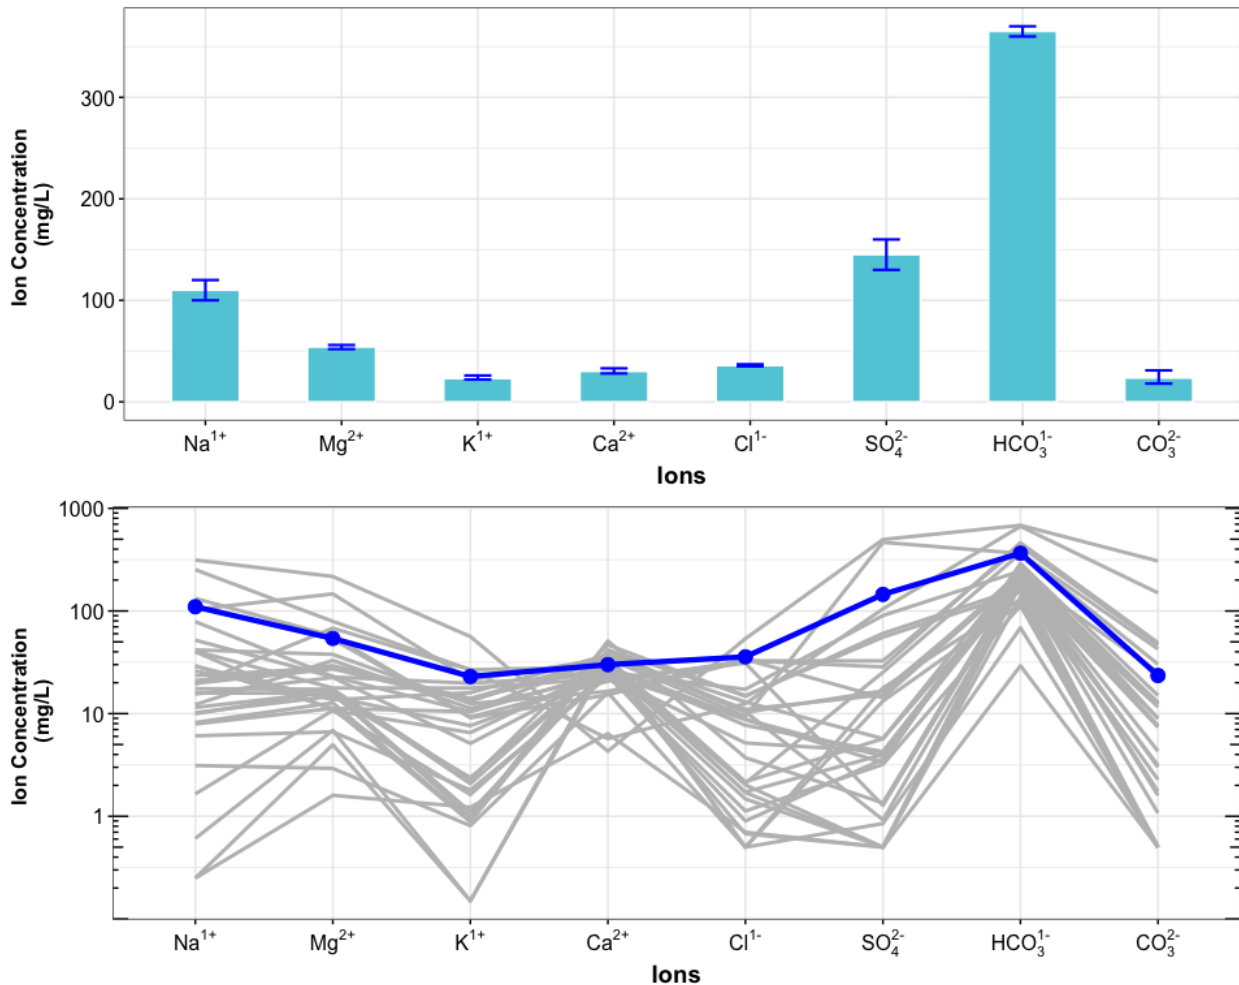 Ion Concentration
(mg/L)
300
200
100
0
Na¹⁺ Mg²⁺ K¹⁺ Ca²⁺ Cl¹⁻ SO₄²⁻ HCO₃¹⁻ CO₃²⁻
Ions
Ion Concentration
(mg/L)
1000
100
10
1
Na¹⁺ Mg²⁺ K¹⁺ Ca²⁺ Cl¹⁻ SO₄²⁻ HCO₃¹⁻ CO₃²⁻
Ions